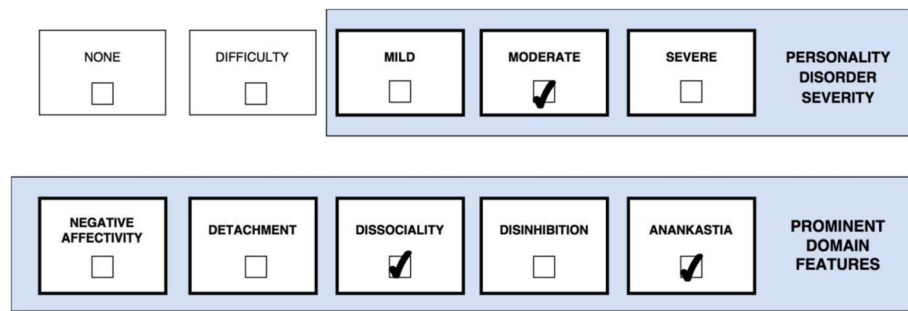 NONE
DIFFICULTY
MILD
MODERATE
SEVERE
PERSONALITY
DISORDER
SEVERITY
NEGATIVE
AFFECTIVITY
DETACHMENT
DISSOCIALITY
DISINHIBITION
ANANKASTIA
PROMINENT
DOMAIN
FEATURES